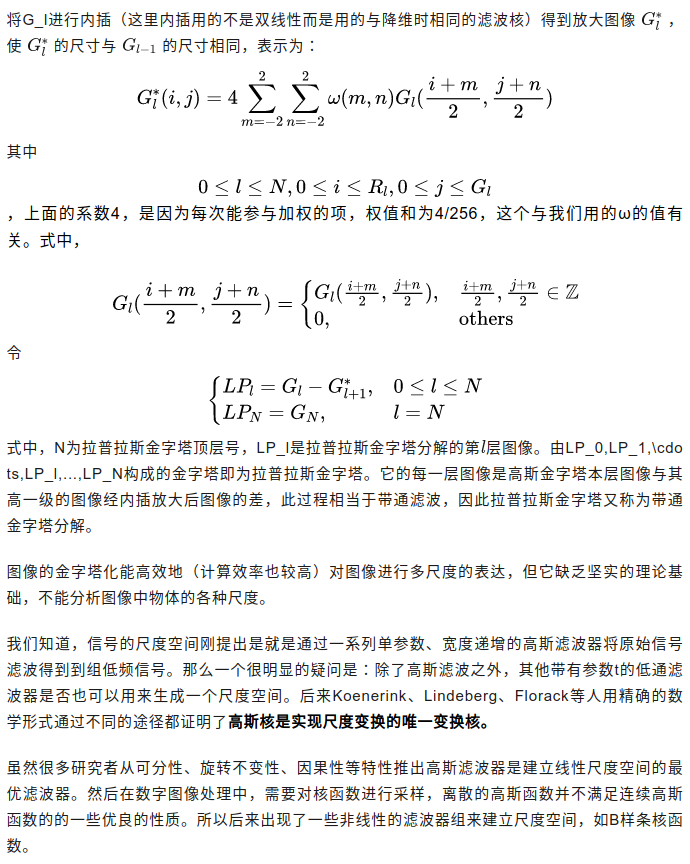 将G_l进行内插（这里内插用的不是双线性而是用的与降维时相同的滤波核）得到放大图像 $G_l^*$ ，
使 $G_l^*$ 的尺寸与 $G_{l-1}$ 的尺寸相同，表示为：
$G_l^*(i,j)=4\sum_{m=-2}^{2}\sum_{n=-2}^{2}\omega(m,n)G_l(\frac{i+m}{2},\frac{j+n}{2})$
其中
$0\leq l\leq N,0\leq i\leq R_l,0\leq j\leq G_l$
，上面的系数4，是因为每次能参与加权的项，权值和为4/256，这个与我们用的ω的值有
关。式中，
$G_l(\frac{i+m}{2},\frac{j+n}{2})=\begin{cases}G_l(\frac{i+m}{2},\frac{j+n}{2}), & \frac{i+m}{2},\frac{j+n}{2}\in\mathbb{Z}\\0, & \text{others}\end{cases}$
令
$\begin{cases}LP_l=G_l-G_{l+1}^*, & 0\leq l\leq N\\LP_N=G_N, & l=N\end{cases}$
式中，N为拉普拉斯金字塔顶层号，LP_l是拉普拉斯金字塔分解的第$l$层图像。由LP_0,LP_1,\cdo
ts,LP_l,...,LP_N构成的金字塔即为拉普拉斯金字塔。它的每一层图像是高斯金字塔本层图像与其
高一级的图像经内插放大后图像的差，此过程相当于带通滤波，因此拉普拉斯金字塔又称为带通
金字塔分解。
图像的金字塔化能高效地（计算效率也较高）对图像进行多尺度的表达，但它缺乏坚实的理论基
础，不能分析图像中物体的各种尺度。
我们知道，信号的尺度空间刚提出是就是通过一系列单参数、宽度递增的高斯滤波器将原始信号
滤波得到到组低频信号。那么一个很明显的疑问是：除了高斯滤波之外，其他带有参数t的低通滤
波器是否也可以用来生成一个尺度空间。后来Koenerink、Lindeberg、Florack等人用精确的数
学形式通过不同的途径都证明了高斯核是实现尺度变换的唯一变换核。
虽然很多研究者从可分性、旋转不变性、因果性等特性推出高斯滤波器是建立线性尺度空间的最
优滤波器。然后在数字图像处理中，需要对核函数进行采样，离散的高斯函数并不满足连续高斯
函数的的一些优良的性质。所以后来出现了一些非线性的滤波器组来建立尺度空间，如B样条核函
数。